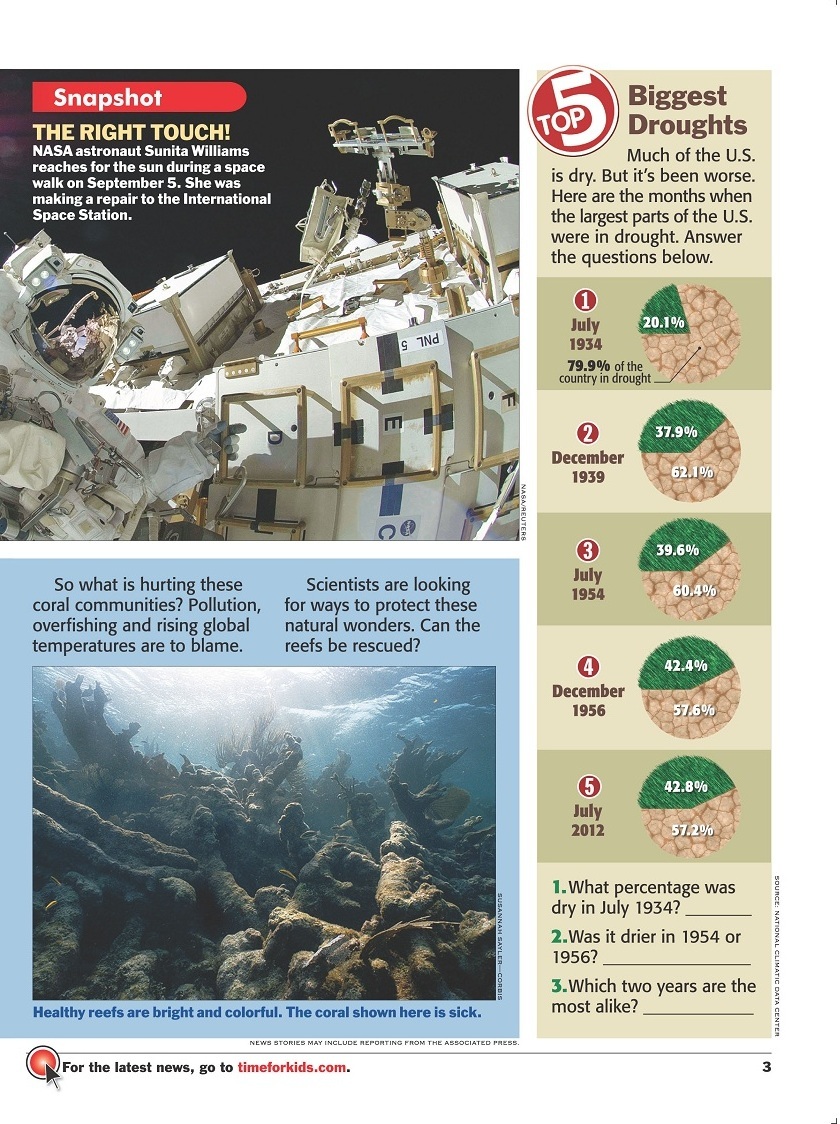 Snapshot
THE RIGHT TOUCH!
NASA astronaut Sunita Williams
reaches for the sun during a space
walk on September 5. She was
making a repair to the International
Space Station.
PNL 5
D
E
F
C
NASA
NASA/REUTERS
So what is hurting these
coral communities? Pollution,
overfishing and rising global
temperatures are to blame.
Scientists are looking
for ways to protect these
natural wonders. Can the
reefs be rescued?
SUSANNAH SAYLER—CORBIS
Healthy reefs are bright and colorful. The coral shown here is sick.
NEWS STORIES MAY INCLUDE REPORTING FROM THE ASSOCIATED PRESS.
TOP 5
Biggest
Droughts
Much of the U.S.
is dry. But it's been worse.
Here are the months when
the largest parts of the U.S.
were in drought. Answer
the questions below.
1
July
1934
20.1%
79.9% of the
country in drought
2
December
1939
37.9%
62.1%
3
July
1954
39.6%
60.4%
4
December
1956
42.4%
57.6%
5
July
2012
42.8%
57.2%
1.What percentage was
dry in July 1934? _______
2.Was it drier in 1954 or
1956? ________________
3.Which two years are the
most alike? ____________
SOURCE: NATIONAL CLIMATIC DATA CENTER
For the latest news, go to timeforkids.com.
3